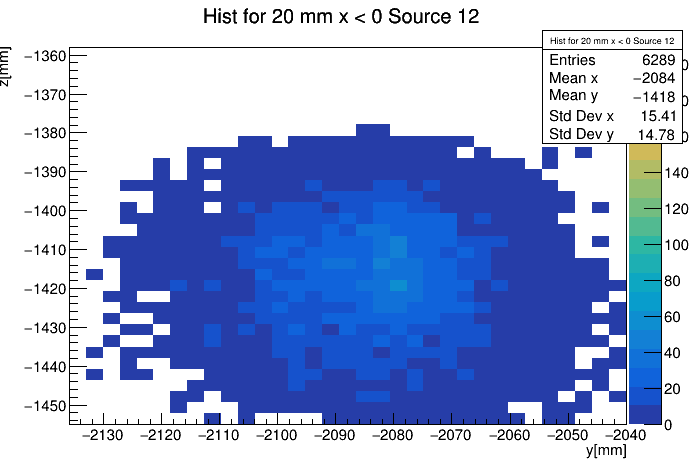 Hist for 20 mm x < 0 Source 12
z[mm]
Hist for 20 mm x < 0 Source 12
Entries 6289
Mean x −2084
Mean y −1418
Std Dev x 15.41
Std Dev y 14.78
−1360
−1370
−1380
−1390
−1400
−1410
−1420
−1430
−1440
−1450
−2130 −2120 −2110 −2100 −2090 −2080 −2070 −2060 −2050 −2040
y[mm]
140
120
100
80
60
40
20
0